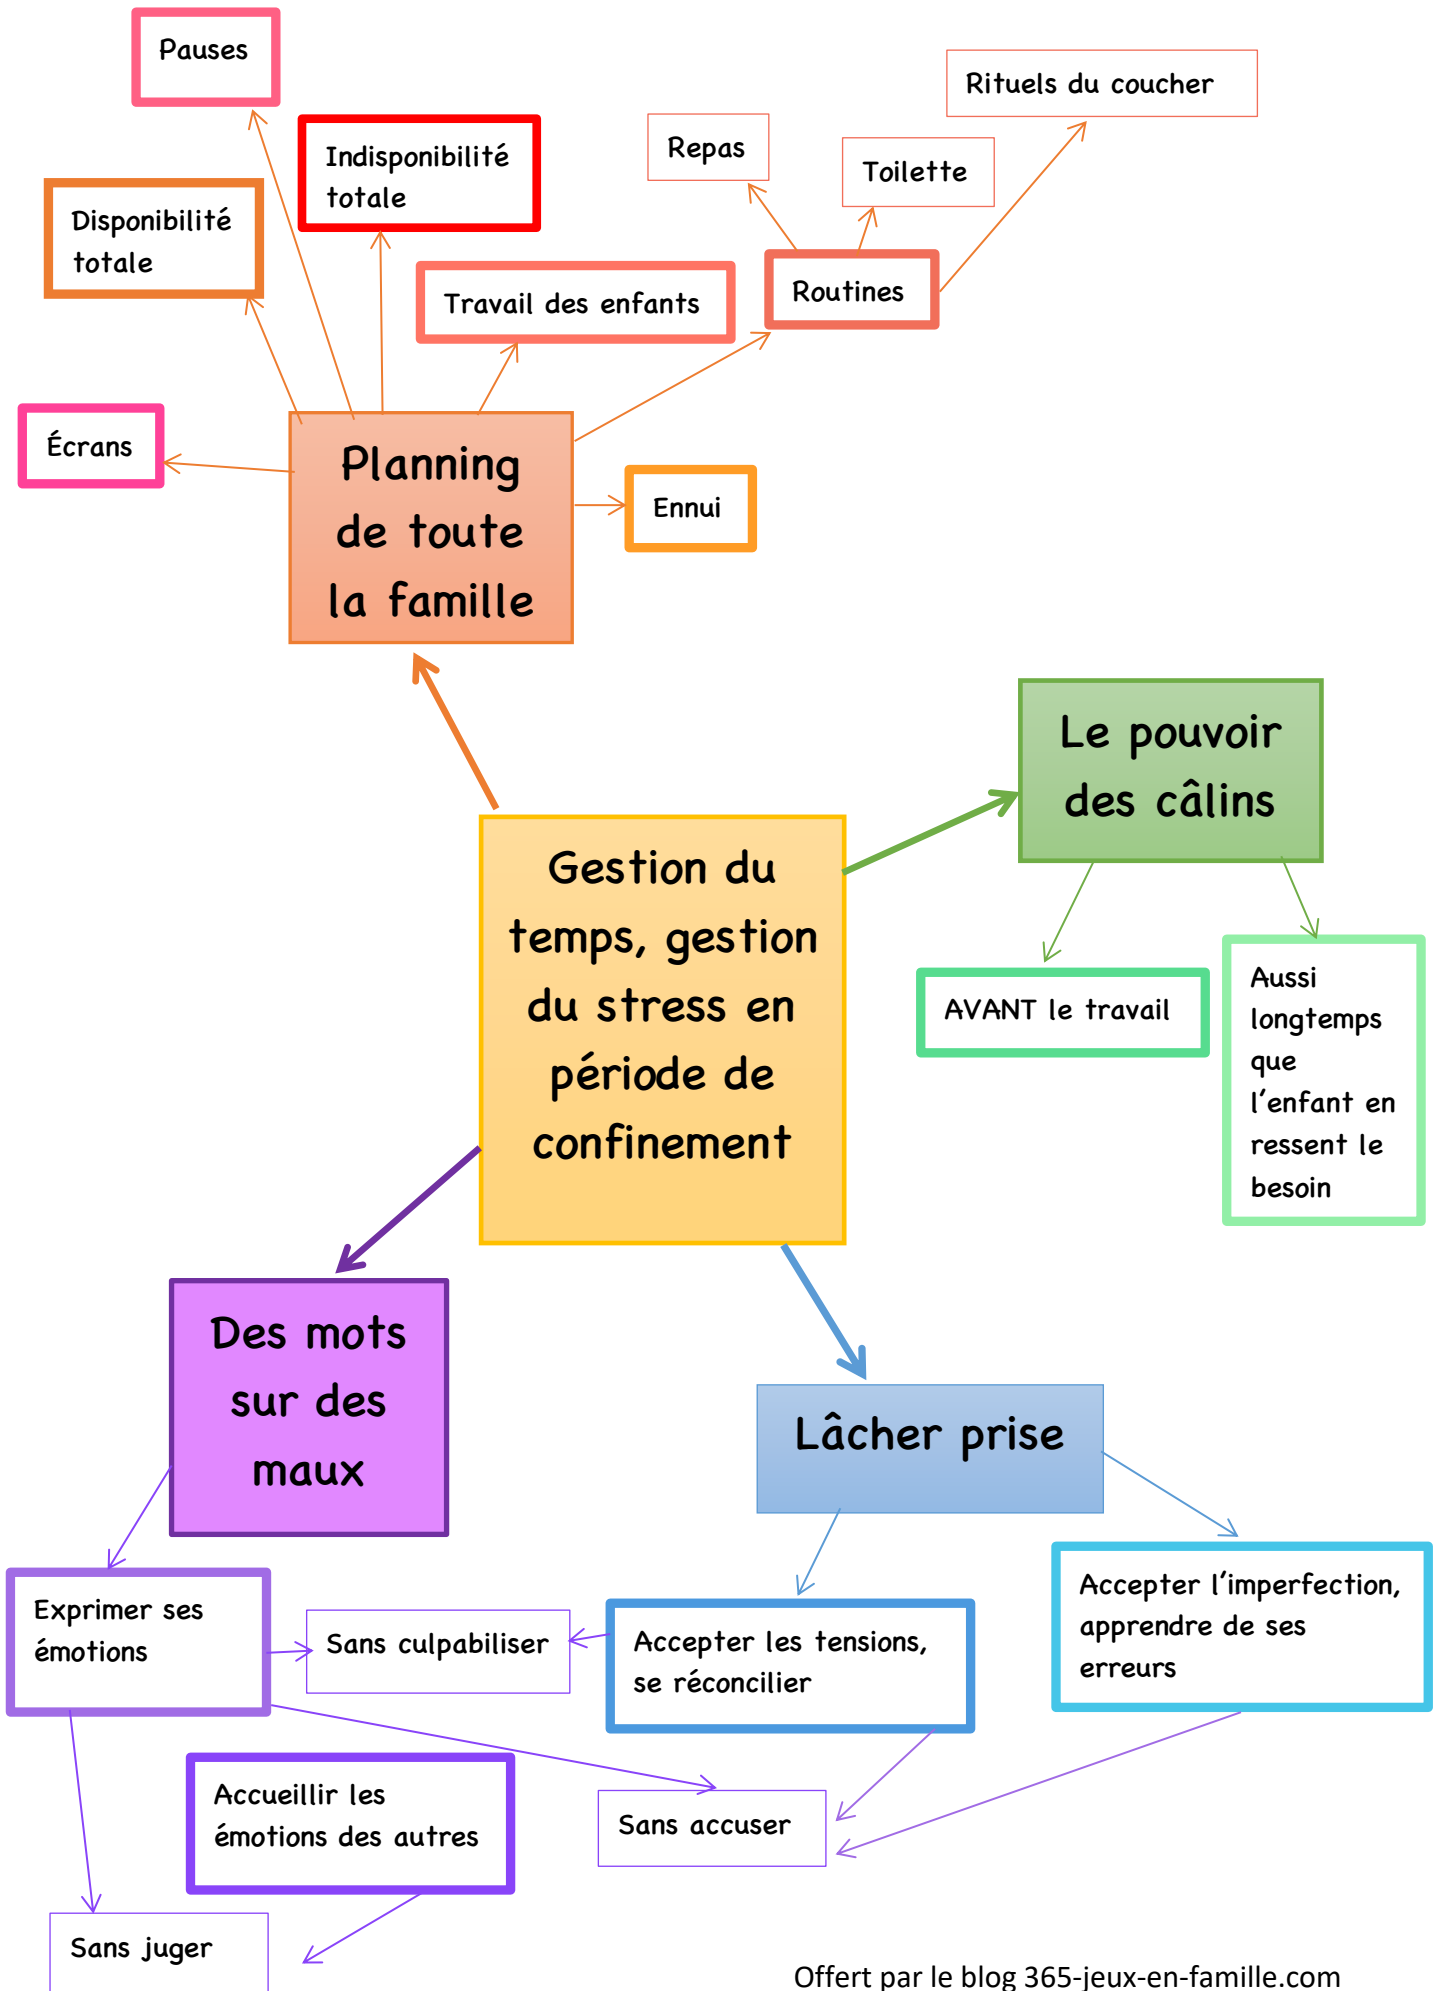 Pauses
Rituels du coucher
Repas
Indisponibilité
totale
Toilette
Disponibilité
totale
Travail des enfants
Routines
Écrans
Planning
de toute
la famille
Ennui
Le pouvoir
des câlins
Gestion du
temps, gestion
du stress en
période de
confinement
AVANT le travail
Aussi
longtemps
que
l’enfant en
ressent le
besoin
Des mots
sur des
maux
Lâcher prise
Exprimer ses
émotions
Sans culpabiliser
Accepter les tensions,
se réconcilier
Accepter l’imperfection,
apprendre de ses
erreurs
Accueillir les
émotions des autres
Sans accuser
Sans juger
Offert par le blog 365-jeux-en-famille.com